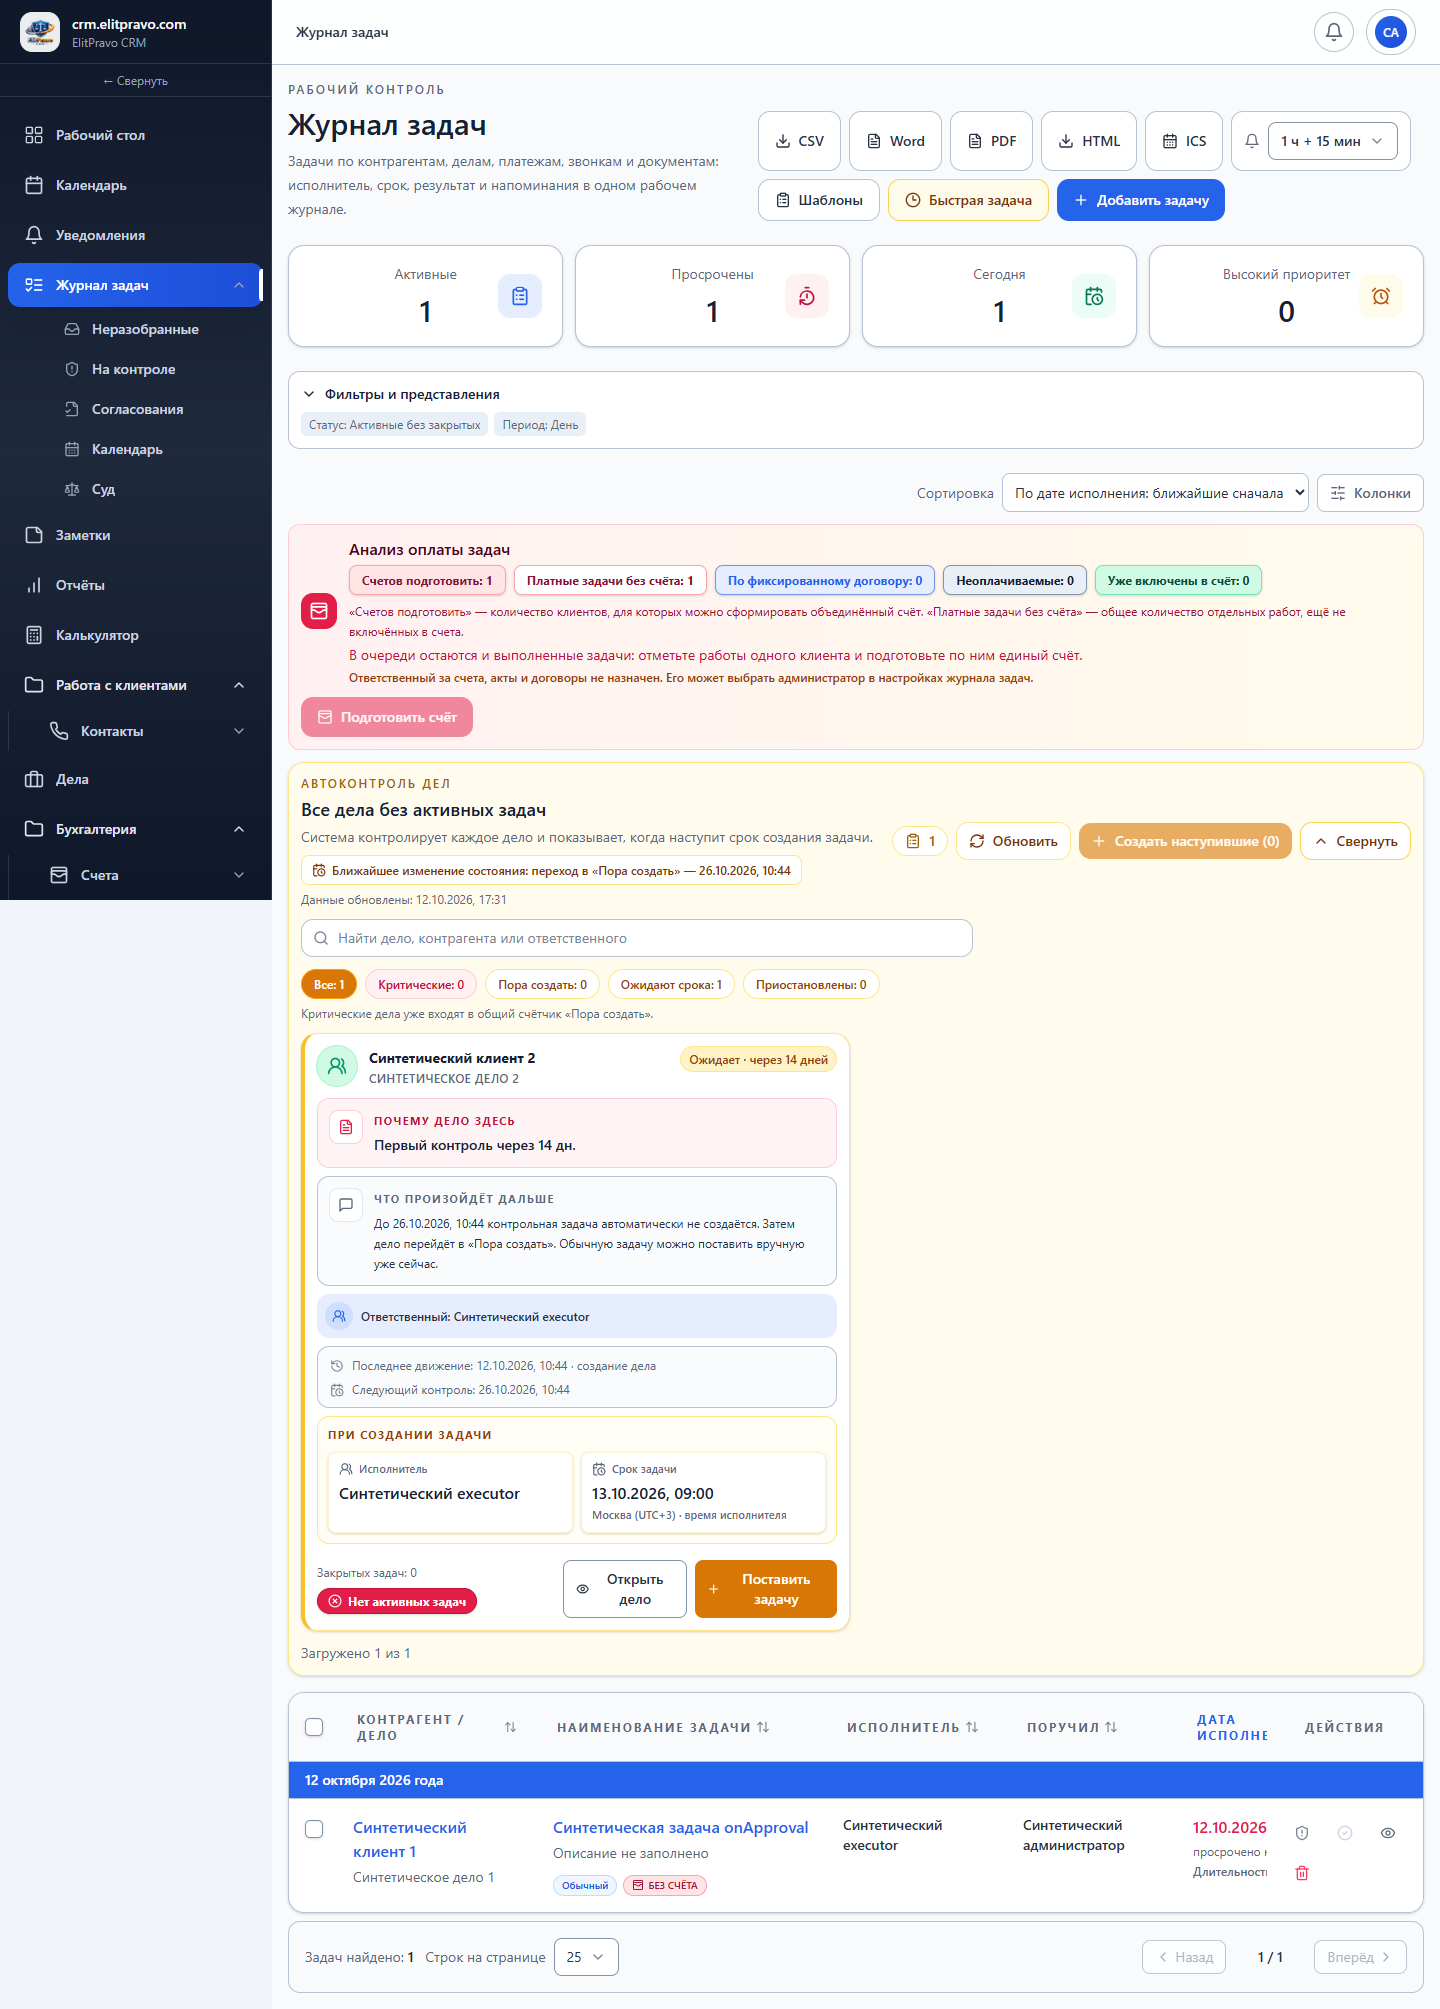 crm.elitpravo.com
ElitPravo CRM
← Свернуть
Рабочий стол
Календарь
Уведомления
Журнал задач
Неразобранные
На контроле
Согласования
Календарь
Суд
Заметки
Отчёты
Калькулятор
Работа с клиентами
Контакты
Дела
Бухгалтерия
Счета
Журнал задач
СА
РАБОЧИЙ КОНТРОЛЬ
Журнал задач
Задачи по контрагентам, делам, платежам, звонкам и документам:
исполнитель, срок, результат и напоминания в одном рабочем
журнале.
CSV
Word
PDF
HTML
ICS
1 ч + 15 мин
Шаблоны
Быстрая задача
Добавить задачу
Активные
1
Просрочены
1
Сегодня
1
Высокий приоритет
0
Фильтры и представления
Статус: Активные без закрытых
Период: День
Сортировка
По дате исполнения: ближайшие сначала
Колонки
Анализ оплаты задач
Счетов подготовить: 1
Платные задачи без счёта: 1
По фиксированному договору: 0
Неоплачиваемые: 0
Уже включены в счёт: 0
«Счетов подготовить» — количество клиентов, для которых можно сформировать объединённый счёт. «Платные задачи без счёта» — общее количество отдельных работ, ещё не
включённых в счета.
В очереди остаются и выполненные задачи: отметьте работы одного клиента и подготовьте по ним единый счёт.
Ответственный за счета, акты и договоры не назначен. Его может выбрать администратор в настройках журнала задач.
Подготовить счёт
АВТОКОНТРОЛЬ ДЕЛ
Все дела без активных задач
Система контролирует каждое дело и показывает, когда наступит срок создания задачи.
1
Обновить
Создать наступившие (0)
Свернуть
Ближайшее изменение состояния: переход в «Пора создать» — 26.10.2026, 10:44
Данные обновлены: 12.10.2026, 17:31
Найти дело, контрагента или ответственного
Все: 1
Критические: 0
Пора создать: 0
Ожидают срока: 1
Приостановлены: 0
Критические дела уже входят в общий счётчик «Пора создать».
Синтетический клиент 2
СИНТЕТИЧЕСКОЕ ДЕЛО 2
Ожидает · через 14 дней
ПОЧЕМУ ДЕЛО ЗДЕСЬ
Первый контроль через 14 дн.
ЧТО ПРОИЗОЙДЁТ ДАЛЬШЕ
До 26.10.2026, 10:44 контрольная задача автоматически не создаётся. Затем
дело перейдёт в «Пора создать». Обычную задачу можно поставить вручную
уже сейчас.
Ответственный: Синтетический executor
Последнее движение: 12.10.2026, 10:44 · создание дела
Следующий контроль: 26.10.2026, 10:44
ПРИ СОЗДАНИИ ЗАДАЧИ
Исполнитель
Синтетический executor
Срок задачи
13.10.2026, 09:00
Москва (UTC+3) · время исполнителя
Закрытых задач: 0
Нет активных задач
Открыть
дело
Поставить
задачу
Загружено 1 из 1
КОНТРАГЕНТ /
ДЕЛО
НАИМЕНОВАНИЕ ЗАДАЧИ
ИСПОЛНИТЕЛЬ
ПОРУЧИЛ
ДАТА
ИСПОЛНЕ
ДЕЙСТВИЯ
12 октября 2026 года
Синтетический
клиент 1
Синтетическое дело 1
Синтетическая задача onApproval
Описание не заполнено
Обычный
БЕЗ СЧЁТА
Синтетический
executor
Синтетический
администратор
12.10.2026
просрочено
Длительност
Задач найдено: 1
Строк на странице
25
Назад
1 / 1
Вперёд